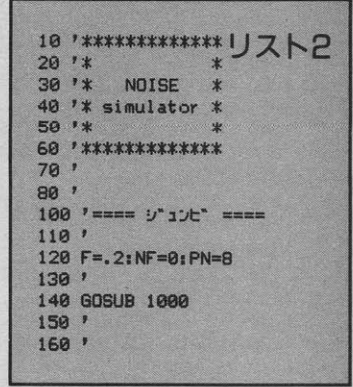 リスト2
10 '*************
20 '*           *
30 '*   NOISE   *
40 '* simulator *
50 '*           *
60 '*************
70 '
80 '
100 '==== ｼﾞｭﾝﾋﾞ ====
110 '
120 F=.2:NF=0:PN=8
130 '
140 GOSUB 1000
150 '
160 '